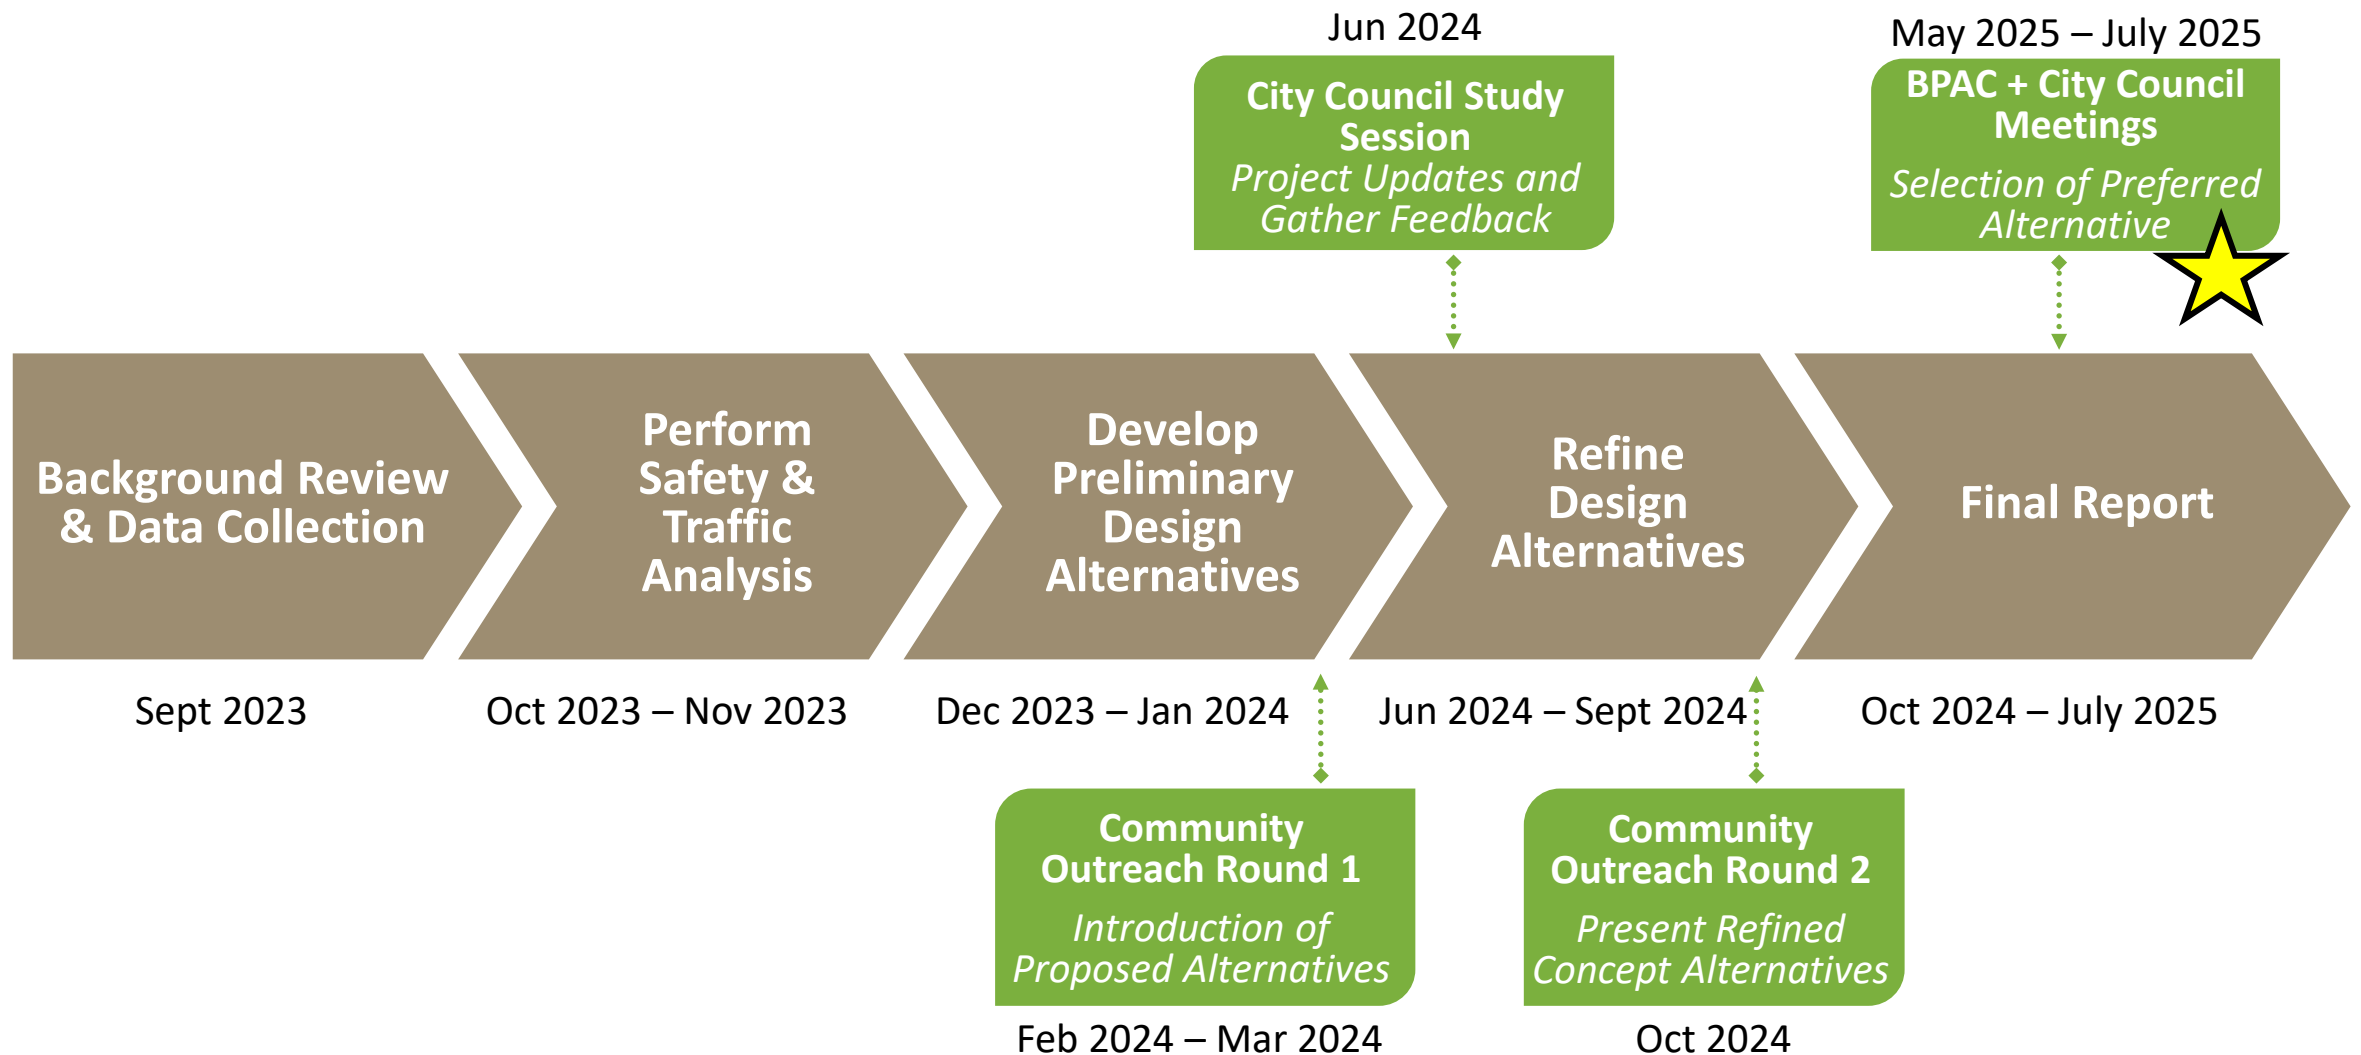 Jun 2024
City Council Study
Session
Project Updates and
Gather Feedback
May 2025 – July 2025
BPAC + City Council
Meetings
Selection of Preferred
Alternative
Background Review
& Data Collection
Perform
Safety &
Traffic
Analysis
Develop
Preliminary
Design
Alternatives
Refine
Design
Alternatives
Final Report
Sept 2023
Oct 2023 – Nov 2023
Dec 2023 – Jan 2024
Jun 2024 – Sept 2024
Oct 2024 – July 2025
Community
Outreach Round 1
Introduction of
Proposed Alternatives
Feb 2024 – Mar 2024
Community
Outreach Round 2
Present Refined
Concept Alternatives
Oct 2024